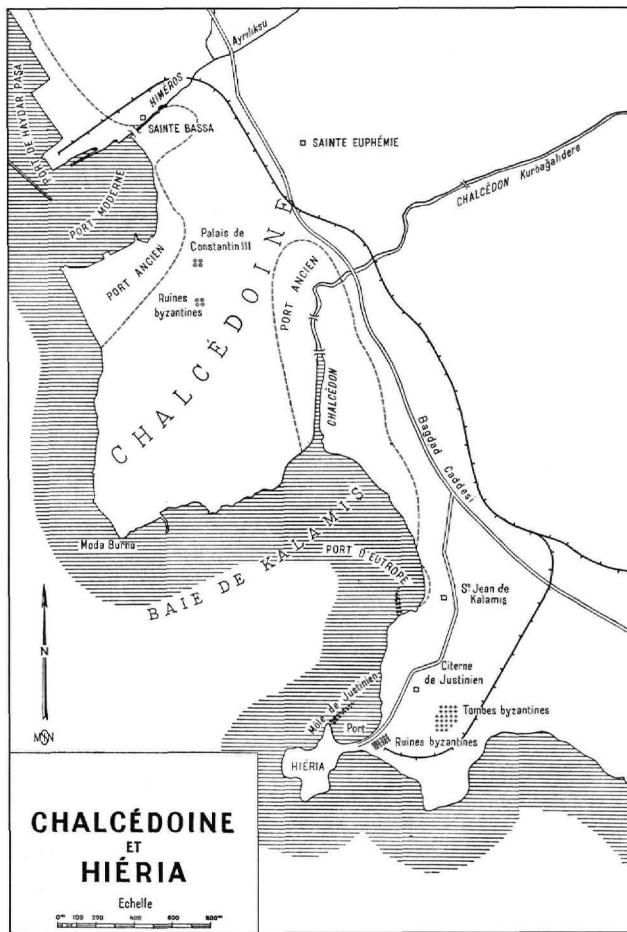 Ayrıliksu
HIMÉROS
PORT DE HAYDAR PAŞA
SAINTE BASSA
SAINTE EUPHÉMIE
CHALCÉDON Kurbağalidere
PORT MODERNE
PORT ANCIEN
Palais de
Constantin III
Ruines
byzantines
CHALCÉDOINE
PORT ANCIEN
CHALCÉDON
Bagdad Caddesi
Moda Burnu
BAIE DE KALAMIS
PORT D'EUTROPE
St Jean de
Kalamis
N
Citerne
de Justinien
Tombes byzantines
Môle de Justinien
Port
Ruines byzantines
HIÉRIA
CHALCÉDOINE
ET
HIÉRIA
Echelle
0m 100 200 400 600 800m